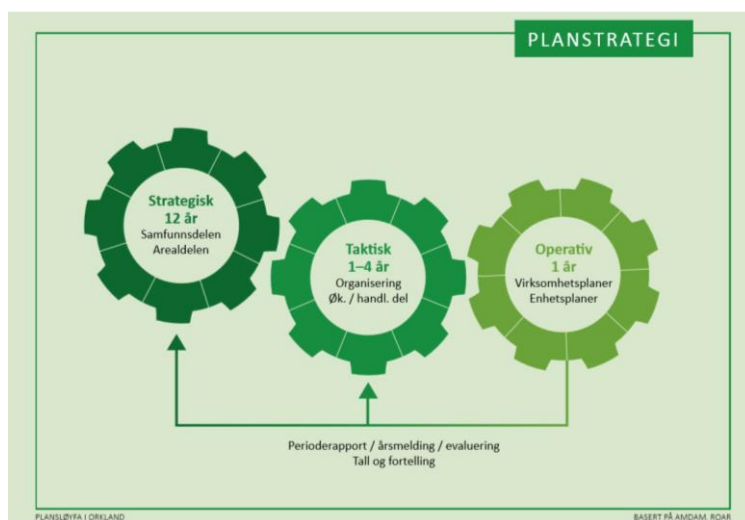 PLANSTRATEGI
Strategisk
12 år
Samfunnsdelen
Arealdelen
Taktisk
1–4 år
Organisering
Øk. / handl. del
Operativ
1 år
Virksomhetsplaner
Enhetsplaner
Perioderapport / årsmelding / evaluering
Tall og fortelling
PLANSLØYFA I ORKLAND
BASERT PÅ AMDAM, ROAR